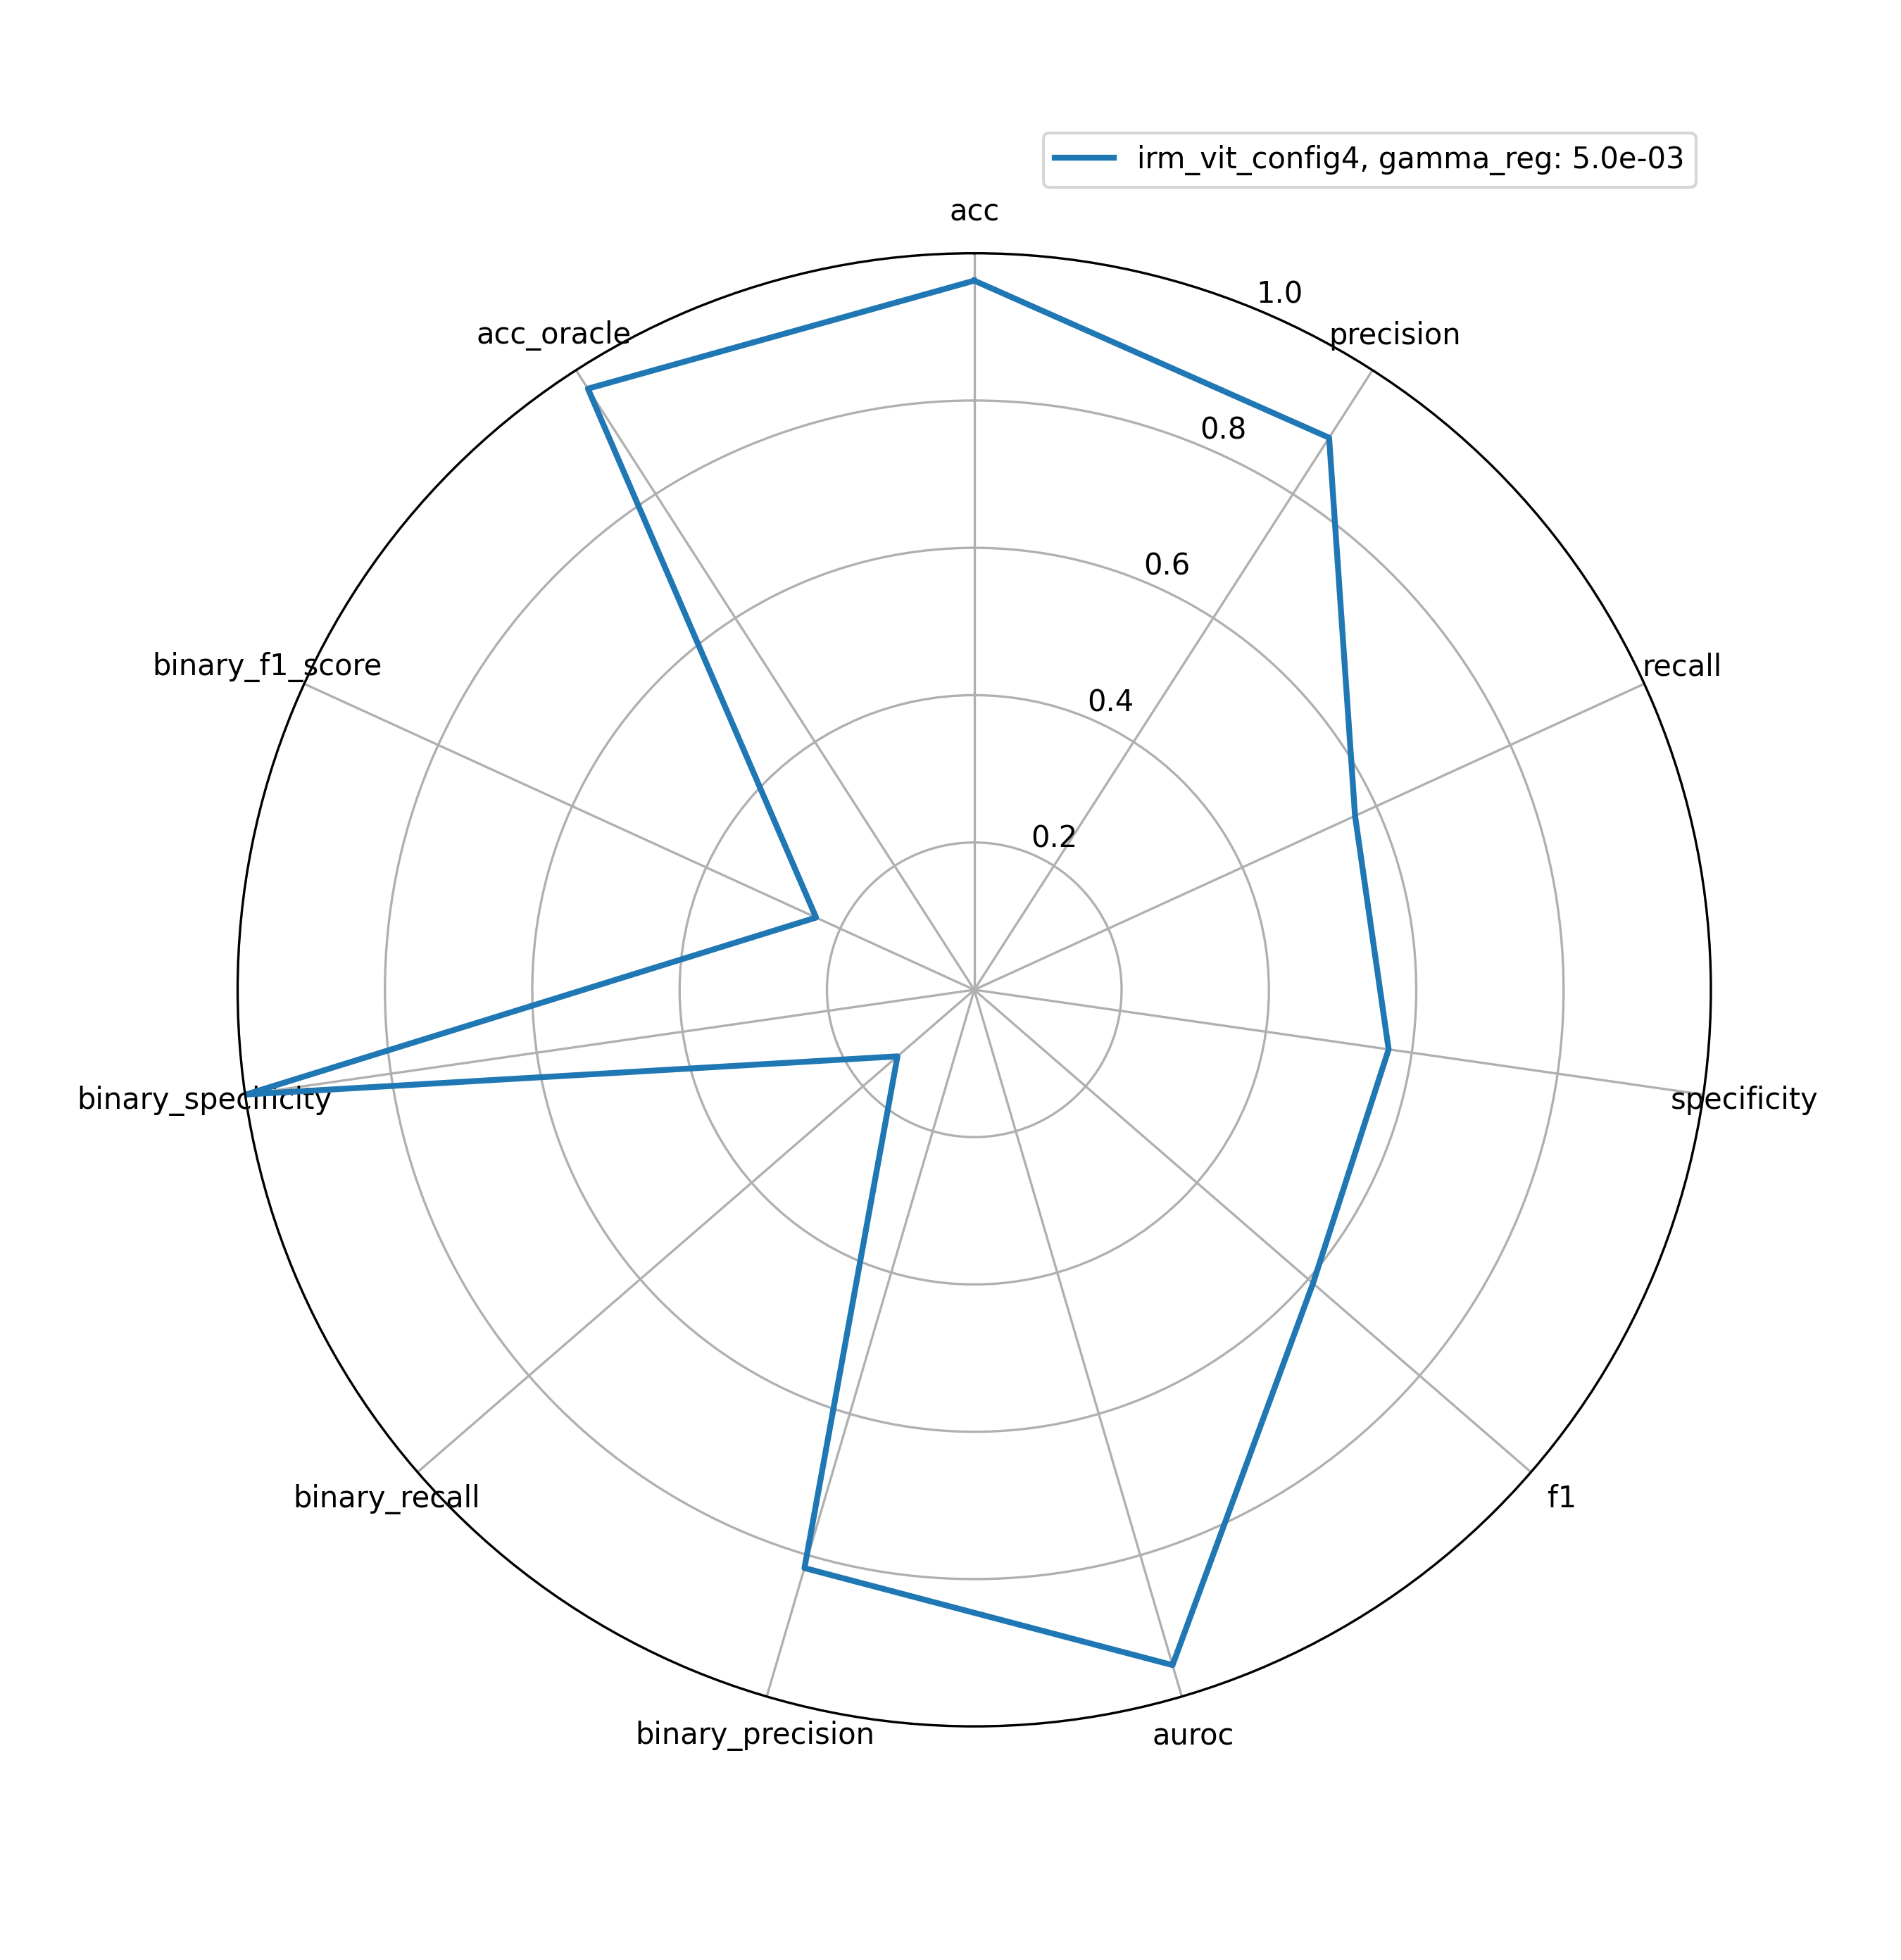 irm_vit_config4, gamma_reg: 5.0e-03
acc
1.0
acc_oracle
precision
0.8
0.6
binary_f1_score
recall
0.4
0.2
binary_specificity
specificity
binary_recall
f1
binary_precision
auroc